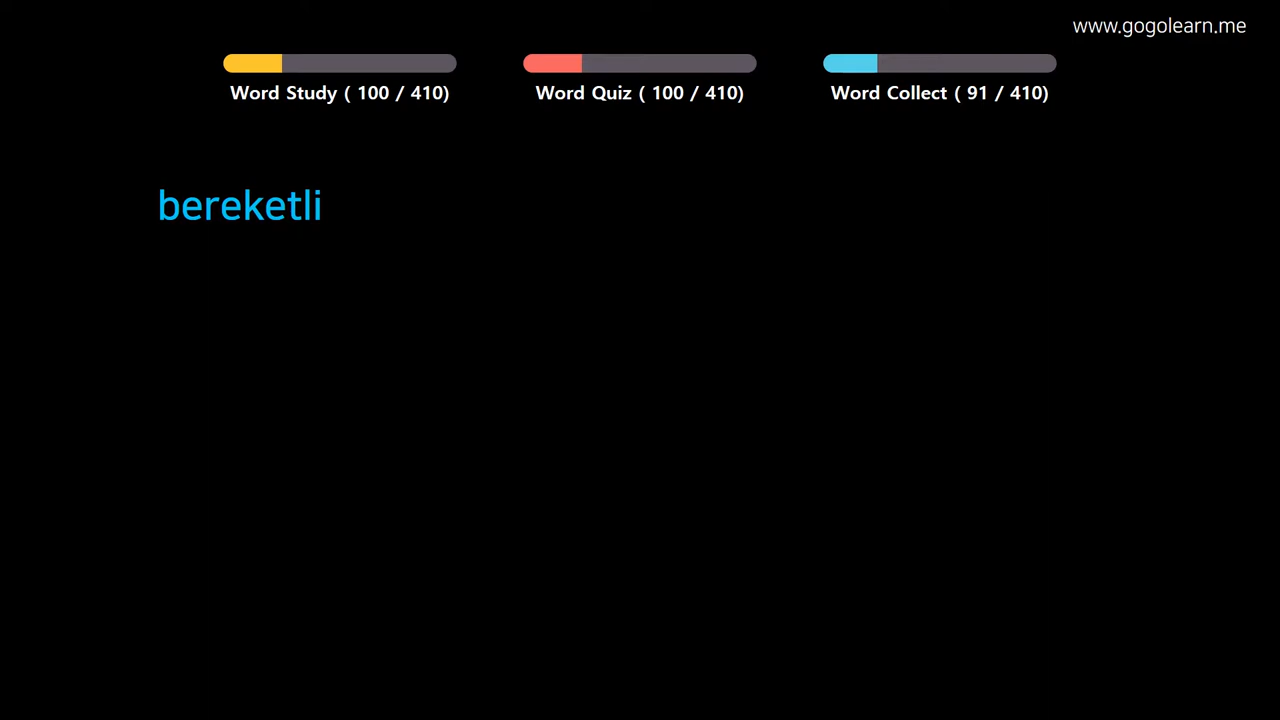 www.gogolearn.me
Word Study ( 100 / 410)
Word Quiz ( 100 / 410)
Word Collect ( 91 / 410)
bereketli